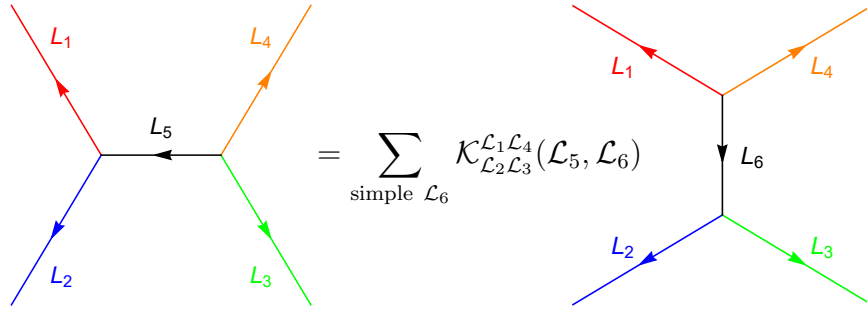 L1 L4 L5 L2 L3
= ∑_{simple ℒ6} 𝒦^{ℒ1ℒ4}_{ℒ2ℒ3}(ℒ5, ℒ6)
L1 L4 L6 L2 L3